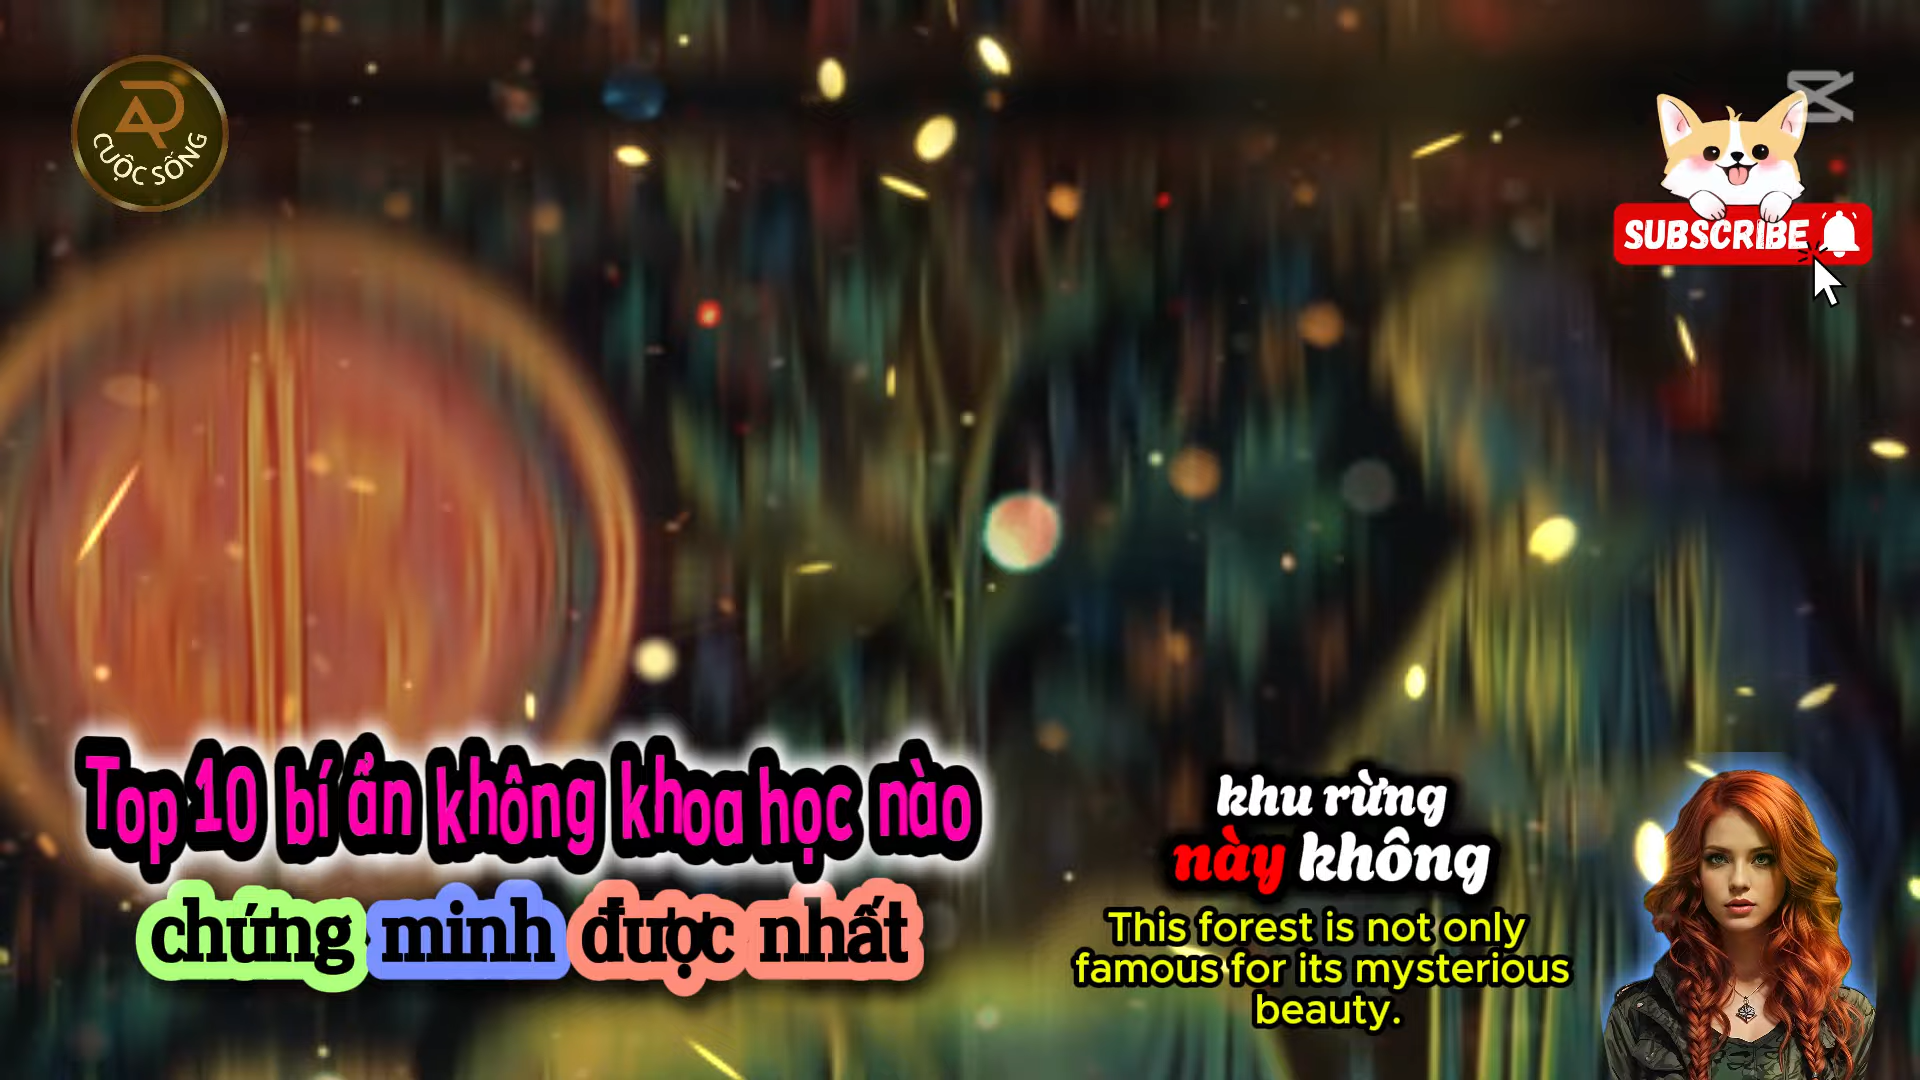 CUỘC SỐNG
SUBSCRIBE
Top 10 bí ẩn không khoa học nào
chứng minh được nhất
khu rừng
này không
This forest is not only
famous for its mysterious
beauty.